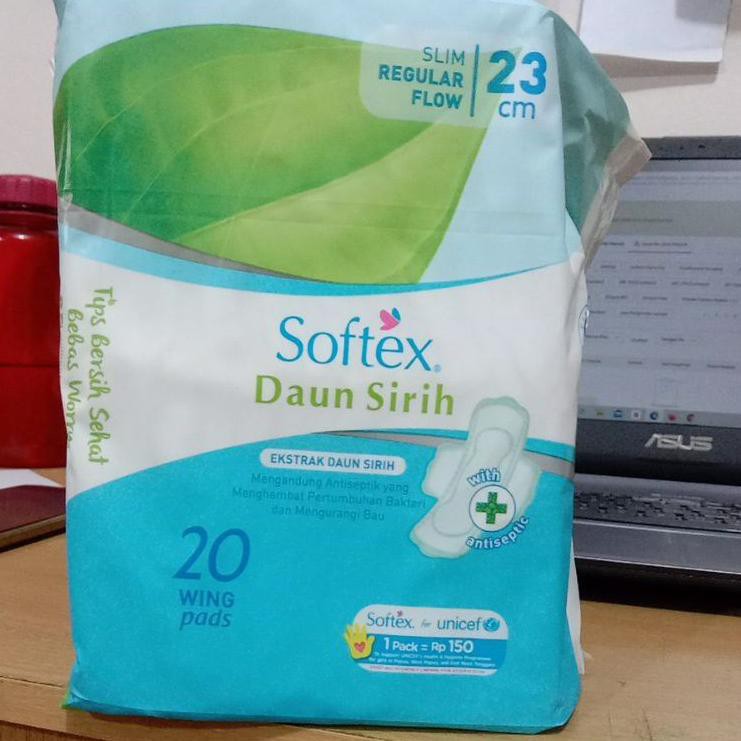 SLIM
REGULAR
FLOW
23
cm
Softex®
Daun Sirih
Tips Bersih Sehat
Bebas Worry
EKSTRAK DAUN SIRIH
Mengandung Antiseptik yang
Menghambat Pertumbuhan Bakteri
dan Mengurangi Bau
with
antiseptic
20
WING
pads
Softex. for unicef
1 Pack = Rp 150
ASUS